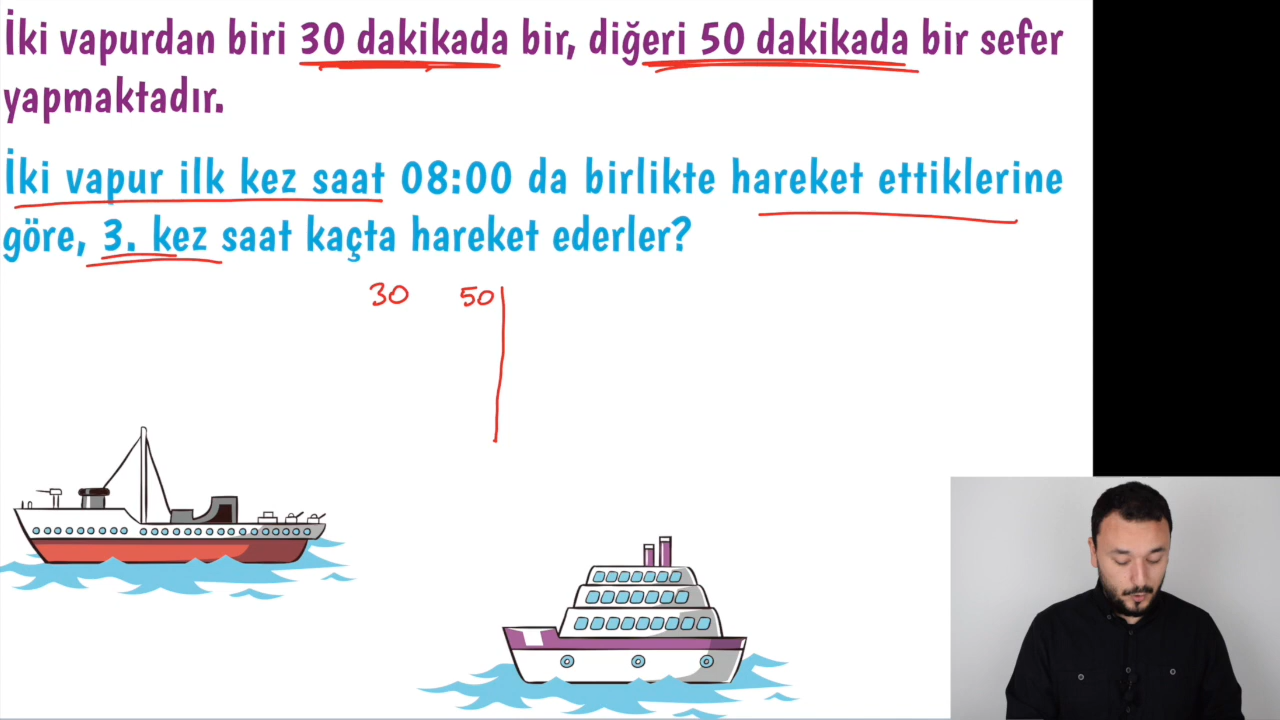 İki vapurdan biri 30 dakikada bir, diğeri 50 dakikada bir sefer
yapmaktadır.
İki vapur ilk kez saat 08:00 da birlikte hareket ettiklerine
göre, 3. kez saat kaçta hareket ederler?
30 50